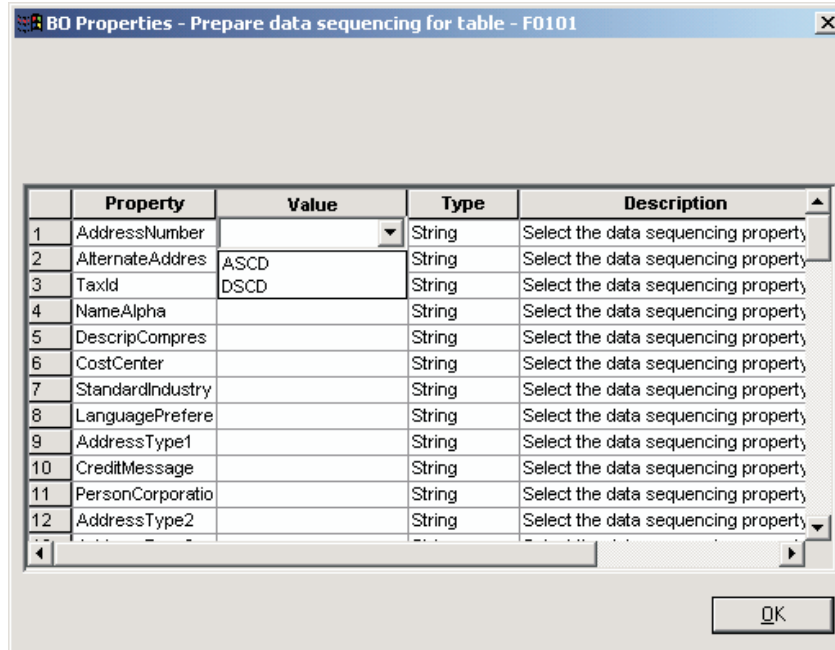 BO Properties - Prepare data sequencing for table - F0101
Property Value Type Description
1 AddressNumber String Select the data sequencing property
2 AlternateAddres ASCD String Select the data sequencing property
3 TaxId DSCD String Select the data sequencing property
4 NameAlpha String Select the data sequencing property
5 DescripCompres String Select the data sequencing property
6 CostCenter String Select the data sequencing property
7 StandardIndustry String Select the data sequencing property
8 LanguagePrefere String Select the data sequencing property
9 AddressType1 String Select the data sequencing property
10 CreditMessage String Select the data sequencing property
11 PersonCorporatio String Select the data sequencing property
12 AddressType2 String Select the data sequencing property
OK